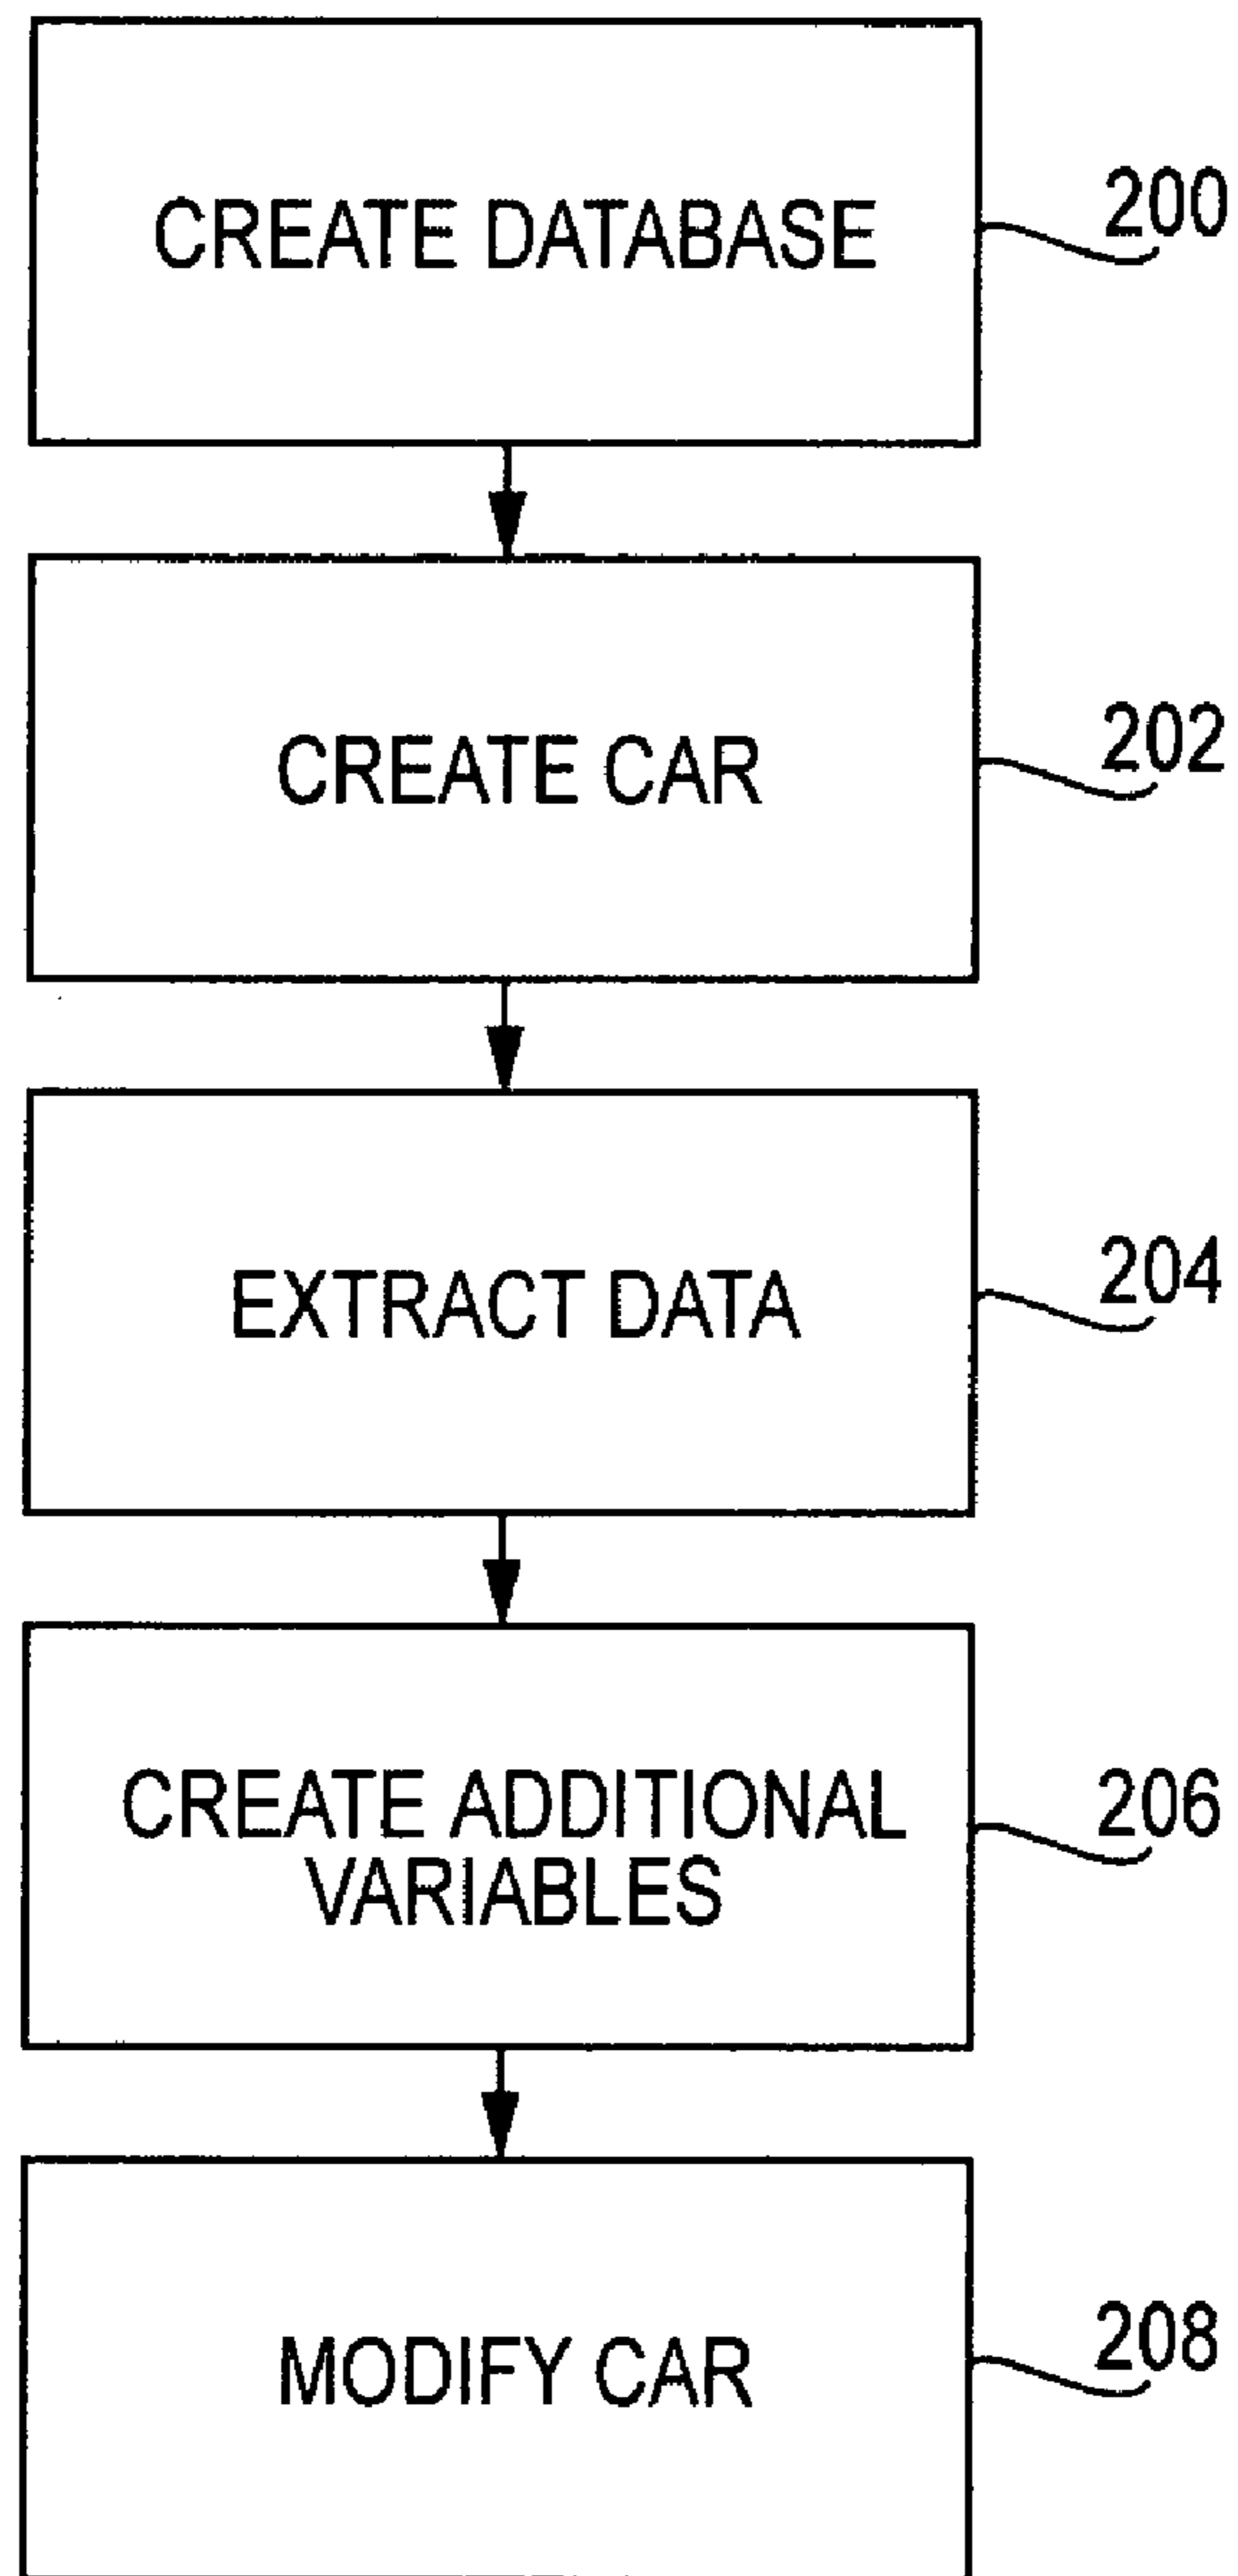 CREATE DATABASE
200
CREATE CAR
202
EXTRACT DATA
204
CREATE ADDITIONAL
VARIABLES
206
MODIFY CAR
208